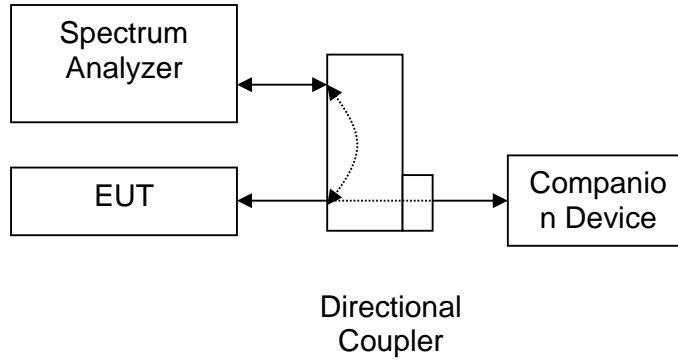 Spectrum
Analyzer
EUT
Companio
n Device
Directional
Coupler